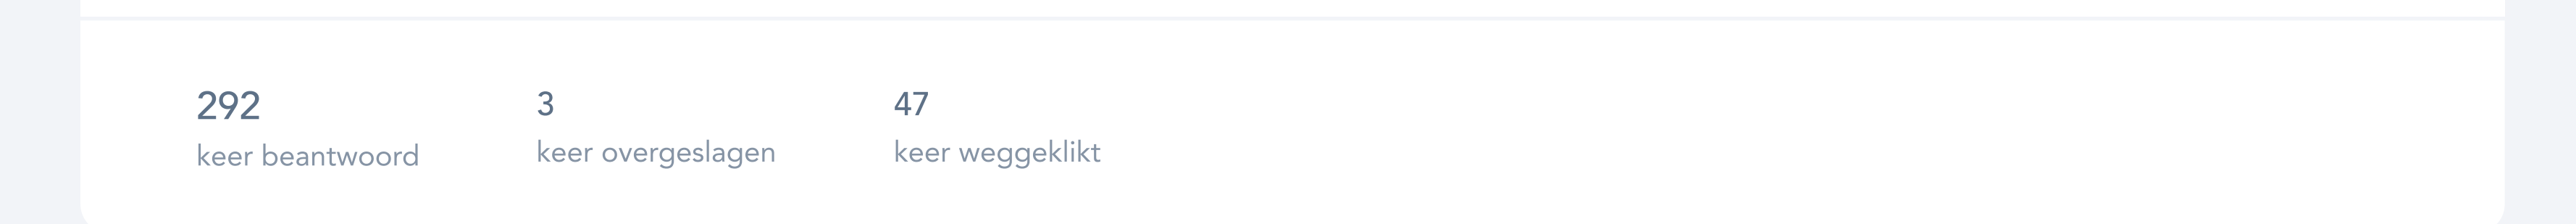 292
keer beantwoord
3
keer overgeslagen
47
keer weggeklikt